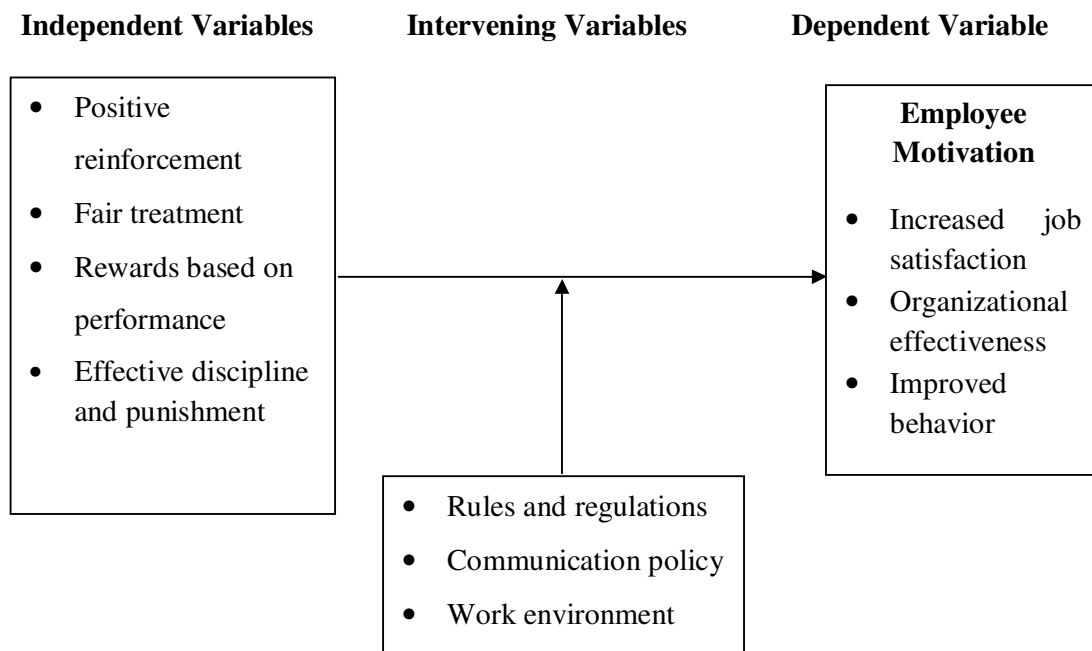 Independent Variables
Intervening Variables
Dependent Variable
• Positive
reinforcement
• Fair treatment
• Rewards based on
performance
• Effective discipline
and punishment
Employee
Motivation
• Increased job
satisfaction
• Organizational
effectiveness
• Improved
behavior
• Rules and regulations
• Communication policy
• Work environment